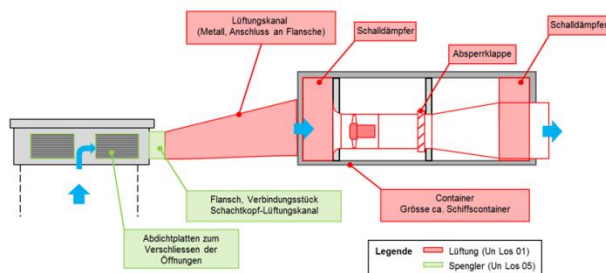 Lüftungskanal
(Metall, Anschluss an Flansche)
Schalldämpfer
Absperrklappe
Schalldämpfer
Flansch, Verbindungsstück
Schachtkopf-Lüftungskanal
Abdichtplatten zum
Verschliessen der
Öffnungen
Container
Grösse ca. Schiffscontainer
Legende
Lüftung (Un Los 01)
Spengler (Un Los 05)